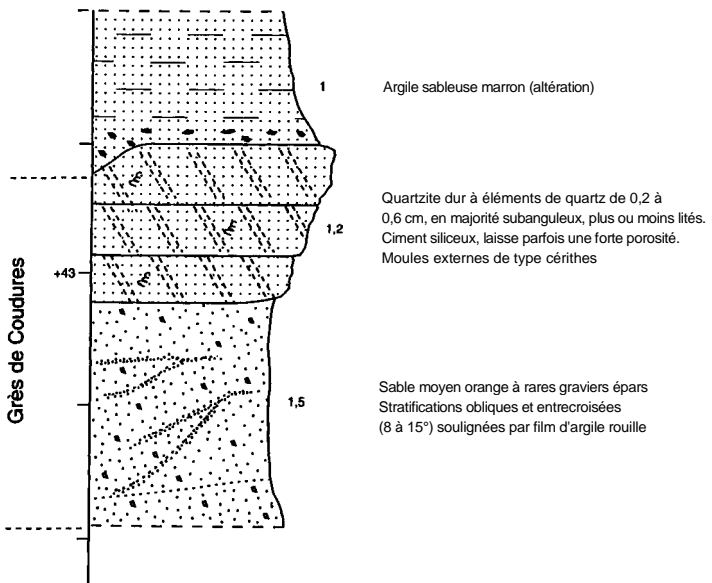 1
Argile sableuse marron (altération)
Quartzite dur à éléments de quartz de 0,2 à
0,6 cm, en majorité subanguleux, plus ou moins lités.
1,2
Ciment siliceux, laisse parfois une forte porosité.
Moules externes de type cérithes
+43
Grès de Coudures
Sable moyen orange à rares graviers épars
1,5
Stratifications obliques et entrecroisées
(8 à 15°) soulignées par film d'argile rouille